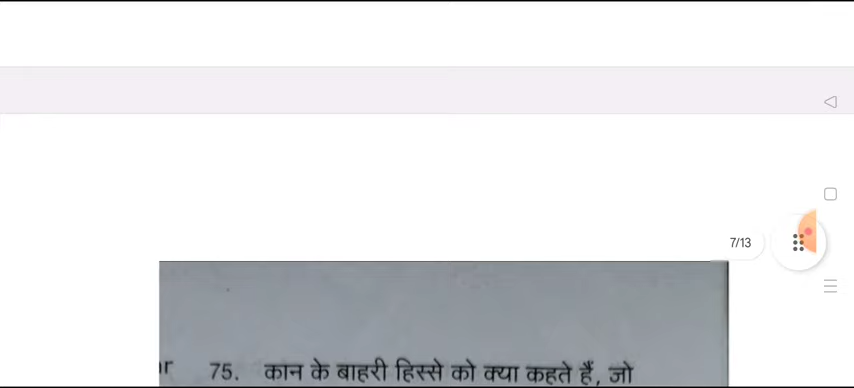 7/13
75. कान के बाहरी हिस्से को क्या कहते हैं, जो